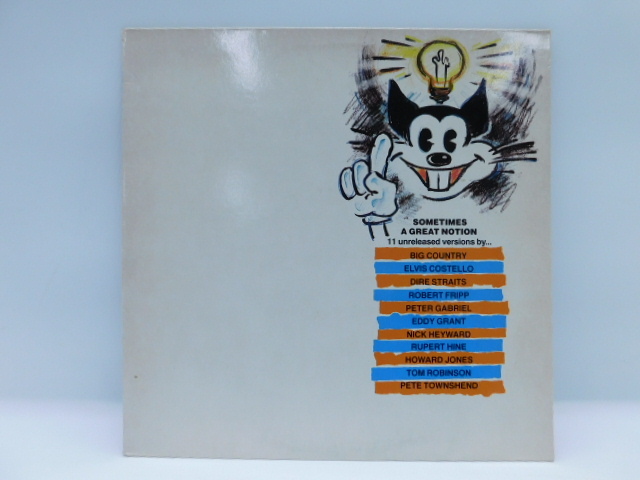 SOMETIMES
A GREAT NOTION
11 unreleased versions by...
BIG COUNTRY
ELVIS COSTELLO
DIRE STRAITS
ROBERT FRIPP
PETER GABRIEL
EDDY GRANT
NICK HEYWARD
RUPERT HINE
HOWARD JONES
TOM ROBINSON
PETE TOWNSHEND